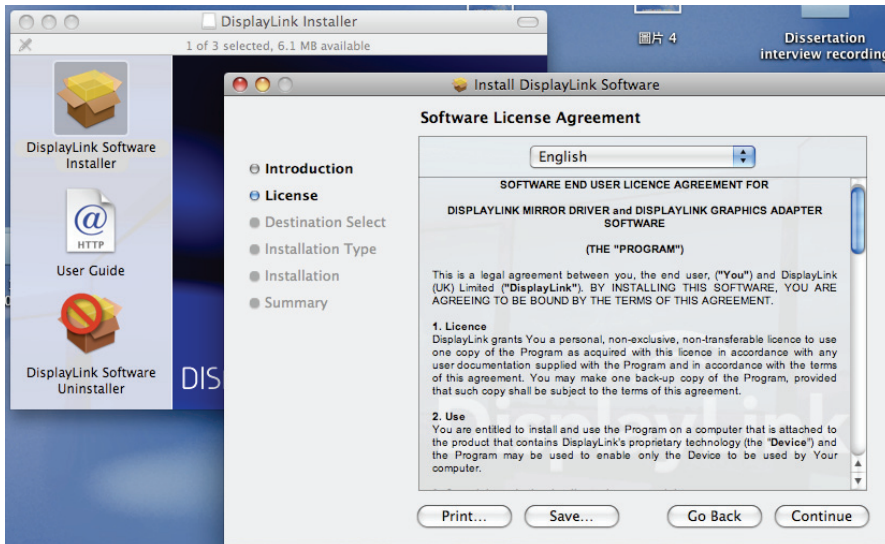 DisplayLink Installer
1 of 3 selected, 6.1 MB available
圖片 4
Dissertation
interview recording
DisplayLink Software
Installer
HTTP
User Guide
DisplayLink Software
Uninstaller
DIS
Install DisplayLink Software
Software License Agreement
Introduction
License
Destination Select
Installation Type
Installation
Summary
English
SOFTWARE END USER LICENCE AGREEMENT FOR
DISPLAYLINK MIRROR DRIVER and DISPLAYLINK GRAPHICS ADAPTER
SOFTWARE
(THE "PROGRAM")
This is a legal agreement between you, the end user, ("You") and DisplayLink
(UK) Limited ("DisplayLink"). BY INSTALLING THIS SOFTWARE, YOU ARE
AGREEING TO BE BOUND BY THE TERMS OF THIS AGREEMENT.
1. Licence
DisplayLink grants You a personal, non-exclusive, non-transferable licence to use
one copy of the Program as acquired with this licence in accordance with any
user documentation supplied with the Program and in accordance with the terms
of this agreement. You may make one back-up copy of the Program, provided
that such copy shall be subject to the terms of this agreement.
2. Use
You are entitled to install and use the Program on a computer that is attached to
the product that contains DisplayLink's proprietary technology (the "Device") and
the Program may be used to enable only the Device to be used by Your
computer.
DisplayLink
Print...
Save...
Go Back
Continue